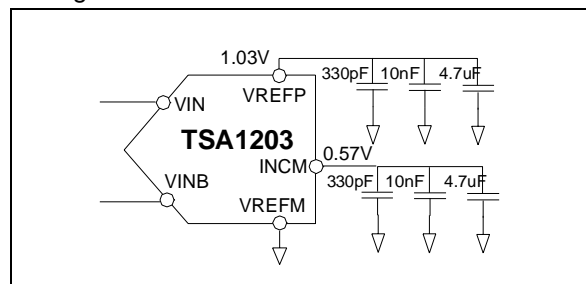 1.03V
330pF 10nF 4.7uF
VIN
VREFP
TSA1203
INCM
0.57V
330pF 10nF 4.7uF
VINB
VREFM